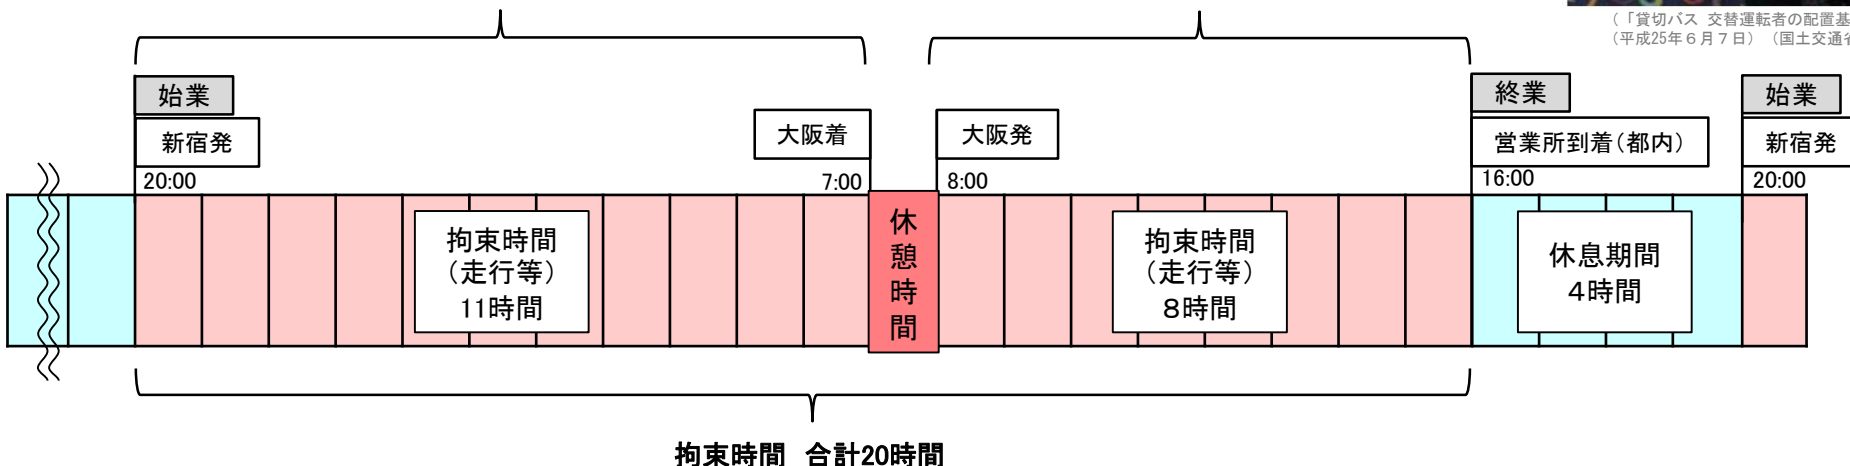 （「貸切バス 交替運転者の配置基
（平成25年６月７日）（国土交通省
始業
終業
始業
新宿発
大阪着
大阪発
営業所到着（都内）
新宿発
20:00
7:00
8:00
16:00
20:00
拘束時間
（走行等）
11時間
休憩時間
拘束時間
（走行等）
８時間
休息期間
４時間
拘束時間 合計20時間